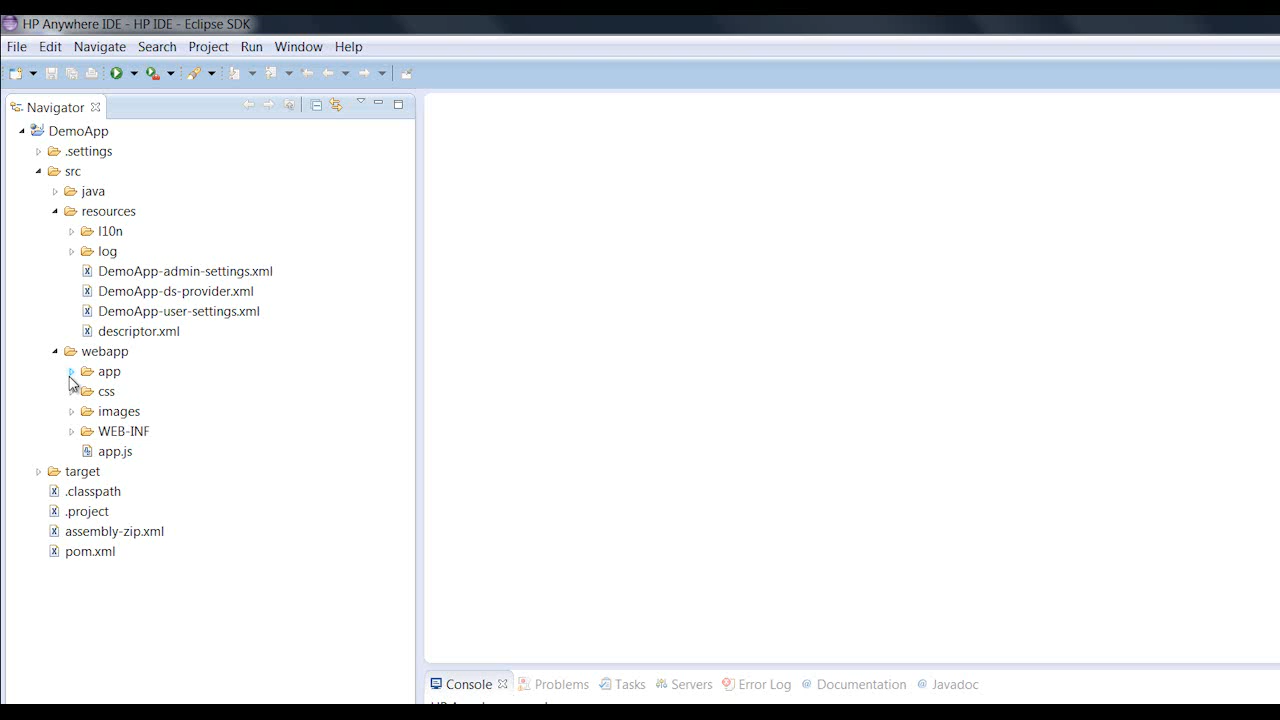 HP Anywhere IDE - HP IDE - Eclipse SDK
File Edit Navigate Search Project Run Window Help
Navigator
DemoApp
.settings
src
java
resources
l10n
log
DemoApp-admin-settings.xml
DemoApp-ds-provider.xml
DemoApp-user-settings.xml
descriptor.xml
webapp
app
css
images
WEB-INF
app.js
target
.classpath
.project
assembly-zip.xml
pom.xml
Console Problems Tasks Servers Error Log Documentation Javadoc